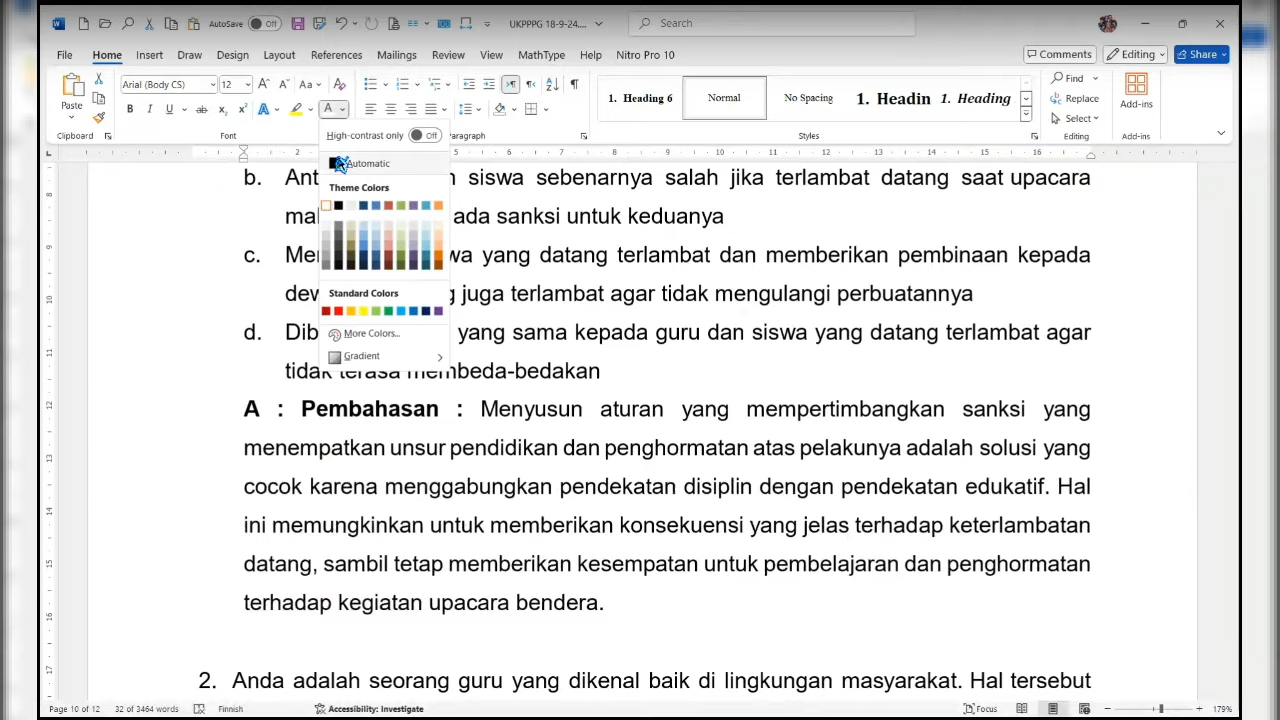 AutoSave Off UKPPPG 18-9-24.... Search
File Home Insert Draw Design Layout References Mailings Review View MathType Help Nitro Pro 10 Comments Editing Share
Paste Arial (Body CS) 12 Aa 1. Heading 6 Normal No Spacing 1. Headin 1. Heading Find Replace Select Add-ins
Clipboard Font Paragraph Styles Editing Add-ins
High-contrast only Off
Automatic
Theme Colors
Standard Colors
More Colors...
Gradient
b. siswa sebenarnya salah jika terlambat datang saat upacara
ada sanksi untuk keduanya
c. yang datang terlambat dan memberikan pembinaan kepada
juga terlambat agar tidak mengulangi perbuatannya
d. yang sama kepada guru dan siswa yang datang terlambat agar
tidak terasa membeda-bedakan
A : Pembahasan : Menyusun aturan yang mempertimbangkan sanksi yang
menempatkan unsur pendidikan dan penghormatan atas pelakunya adalah solusi yang
cocok karena menggabungkan pendekatan disiplin dengan pendekatan edukatif. Hal
ini memungkinkan untuk memberikan konsekuensi yang jelas terhadap keterlambatan
datang, sambil tetap memberikan kesempatan untuk pembelajaran dan penghormatan
terhadap kegiatan upacara bendera.
2. Anda adalah seorang guru yang dikenal baik di lingkungan masyarakat. Hal tersebut
Page 10 of 12 32 of 3464 words Finnish Accessibility: Investigate Focus 179%